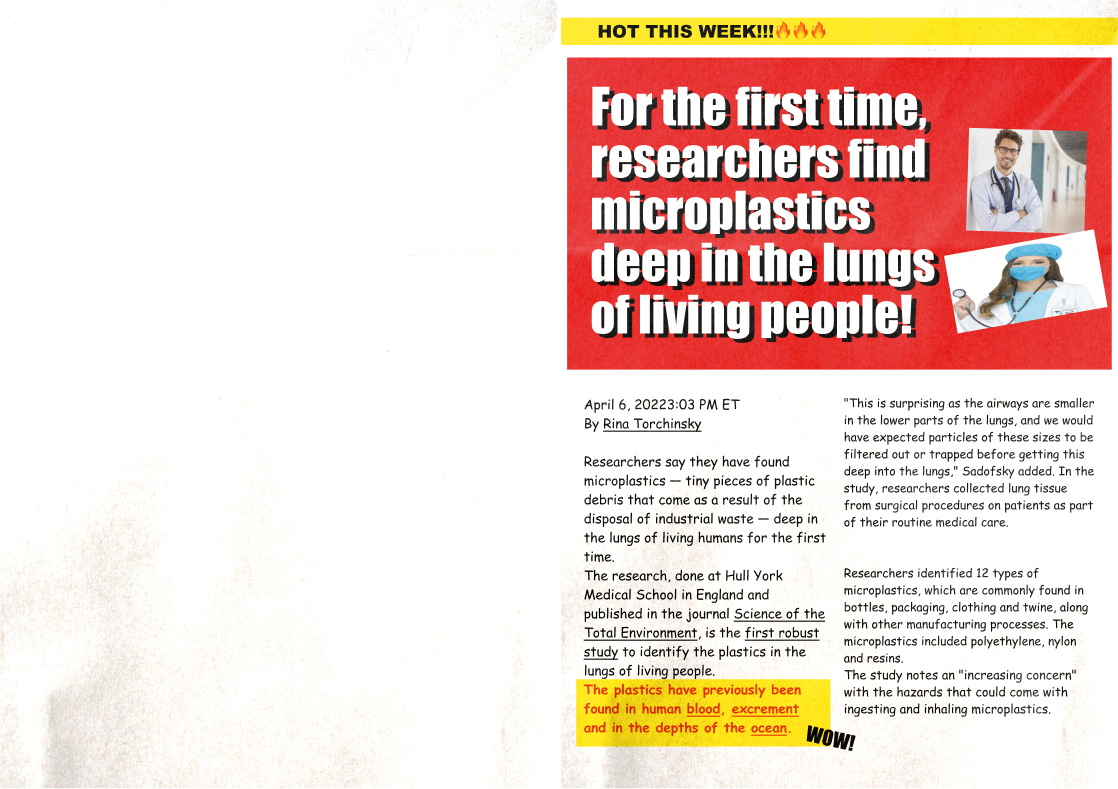 HOT THIS WEEK!!!🔥🔥🔥
For the first time,
researchers find
microplastics
deep in the lungs
of living people!
April 6, 20223:03 PM ET
By Rina Torchinsky
Researchers say they have found
microplastics — tiny pieces of plastic
debris that come as a result of the
disposal of industrial waste — deep in
the lungs of living humans for the first
time.
The research, done at Hull York
Medical School in England and
published in the journal Science of the
Total Environment, is the first robust
study to identify the plastics in the
lungs of living people.
The plastics have previously been
found in human blood, excrement
and in the depths of the ocean.
WOW!
"This is surprising as the airways are smaller
in the lower parts of the lungs, and we would
have expected particles of these sizes to be
filtered out or trapped before getting this
deep into the lungs," Sadofsky added. In the
study, researchers collected lung tissue
from surgical procedures on patients as part
of their routine medical care.
Researchers identified 12 types of
microplastics, which are commonly found in
bottles, packaging, clothing and twine, along
with other manufacturing processes. The
microplastics included polyethylene, nylon
and resins.
The study notes an "increasing concern"
with the hazards that could come with
ingesting and inhaling microplastics.